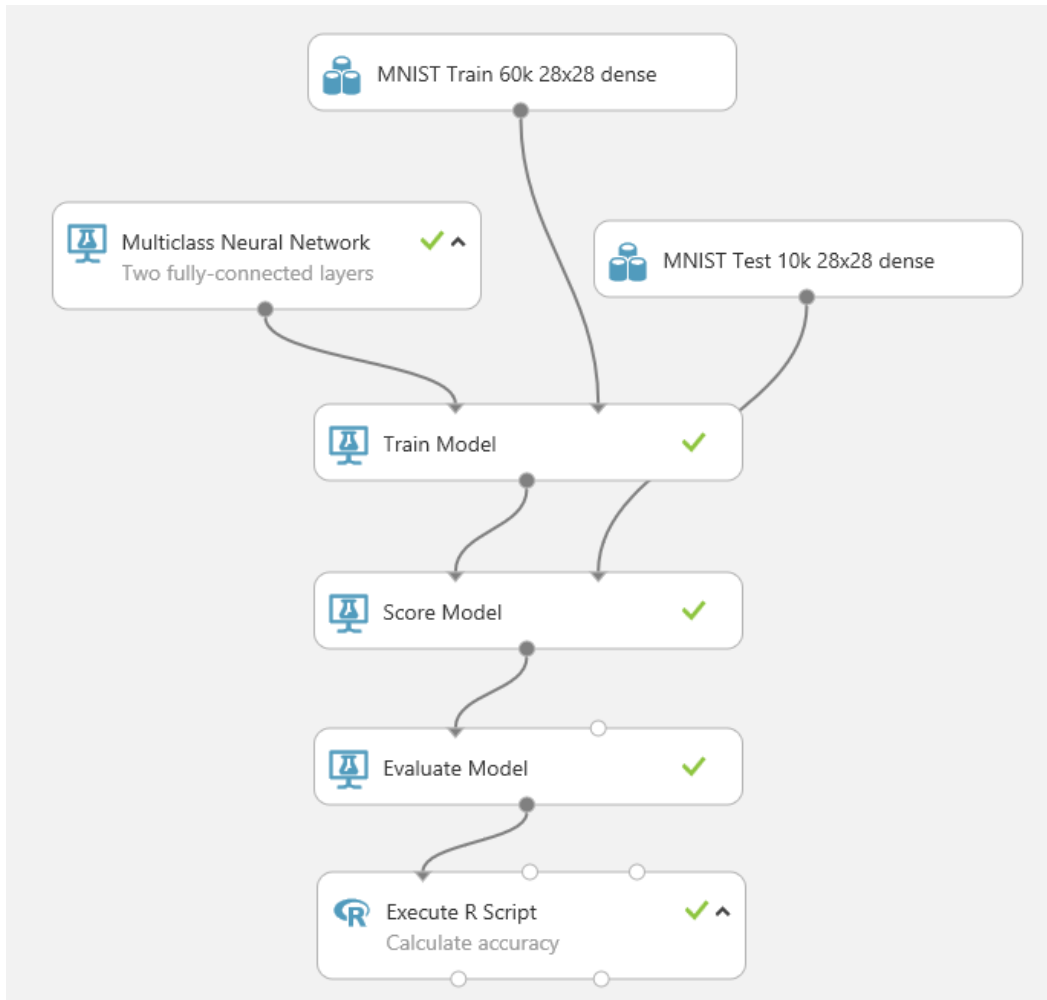 MNIST Train 60k 28x28 dense
Multiclass Neural Network
Two fully-connected layers
MNIST Test 10k 28x28 dense
Train Model
Score Model
Evaluate Model
Execute R Script
Calculate accuracy